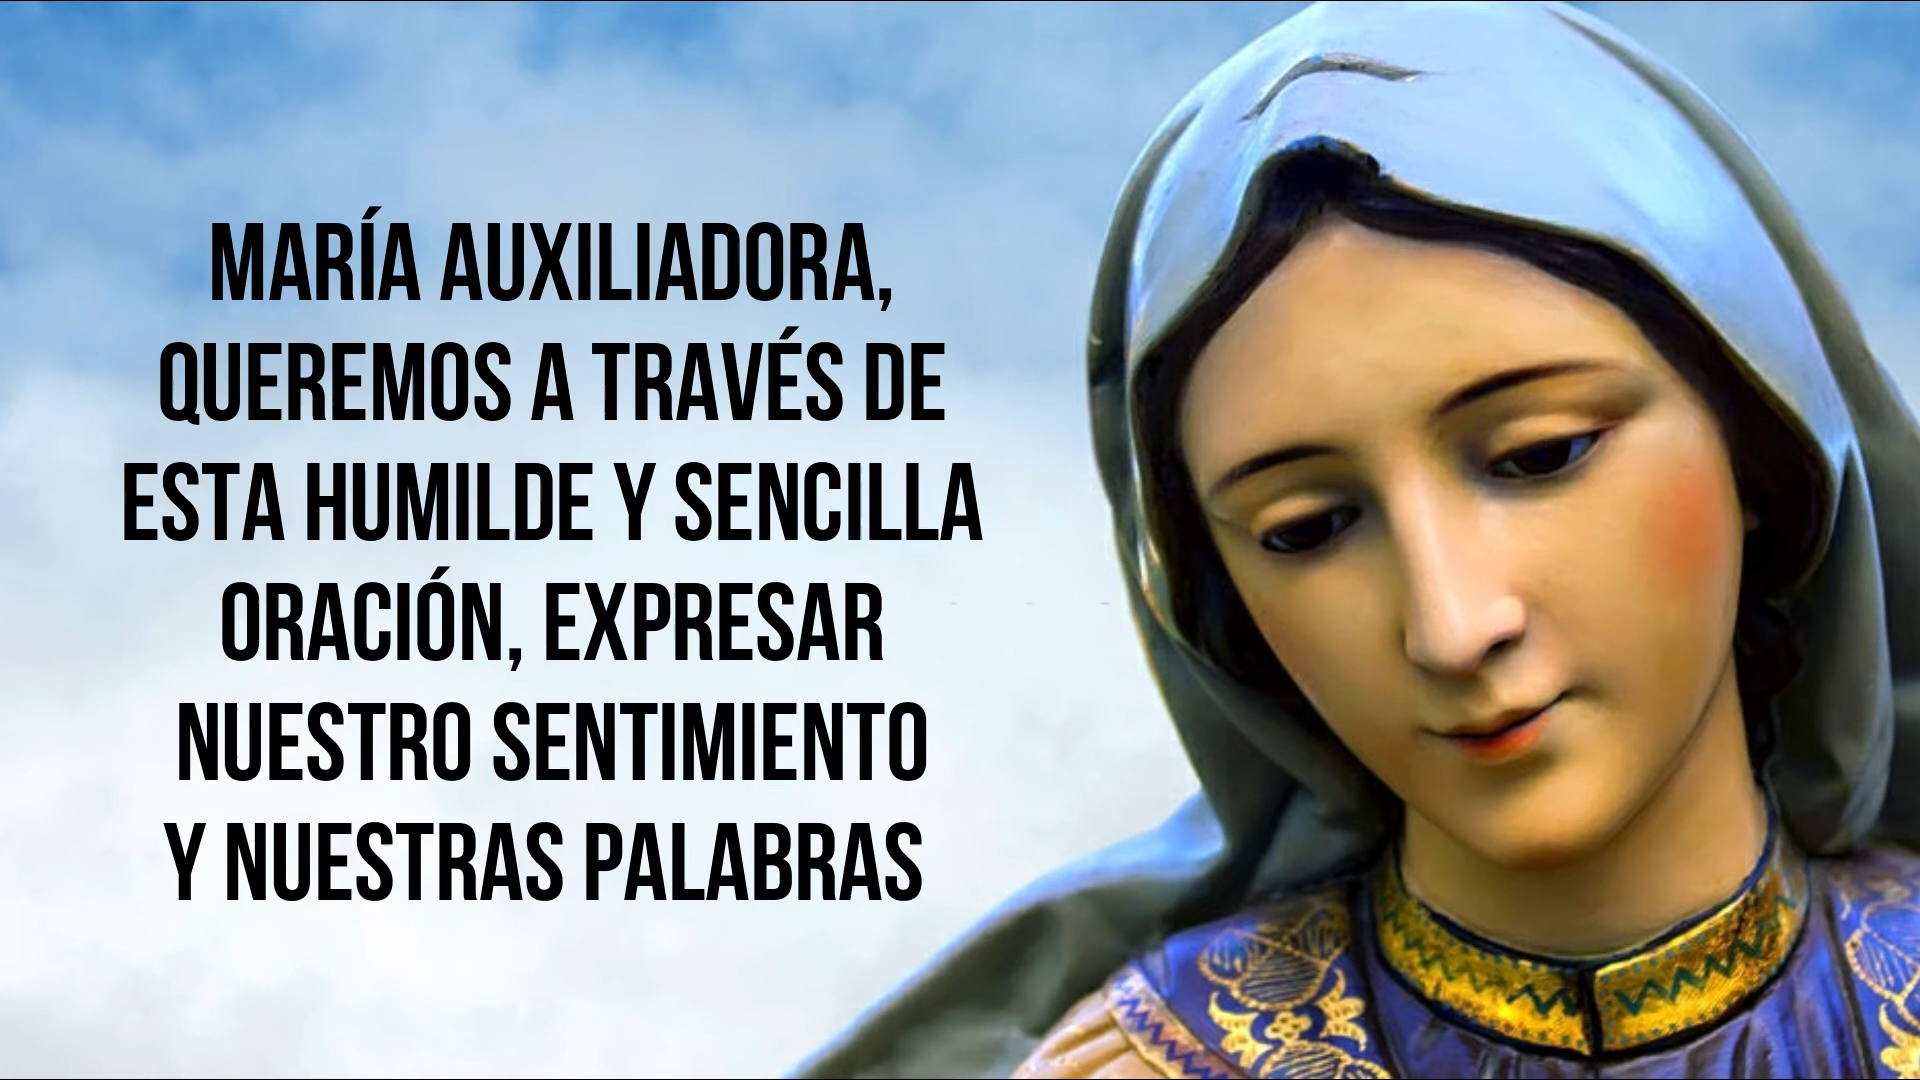 MARÍA AUXILIADORA,
QUEREMOS A TRAVÉS DE
ESTA HUMILDE Y SENCILLA
ORACIÓN, EXPRESAR
NUESTRO SENTIMIENTO
Y NUESTRAS PALABRAS